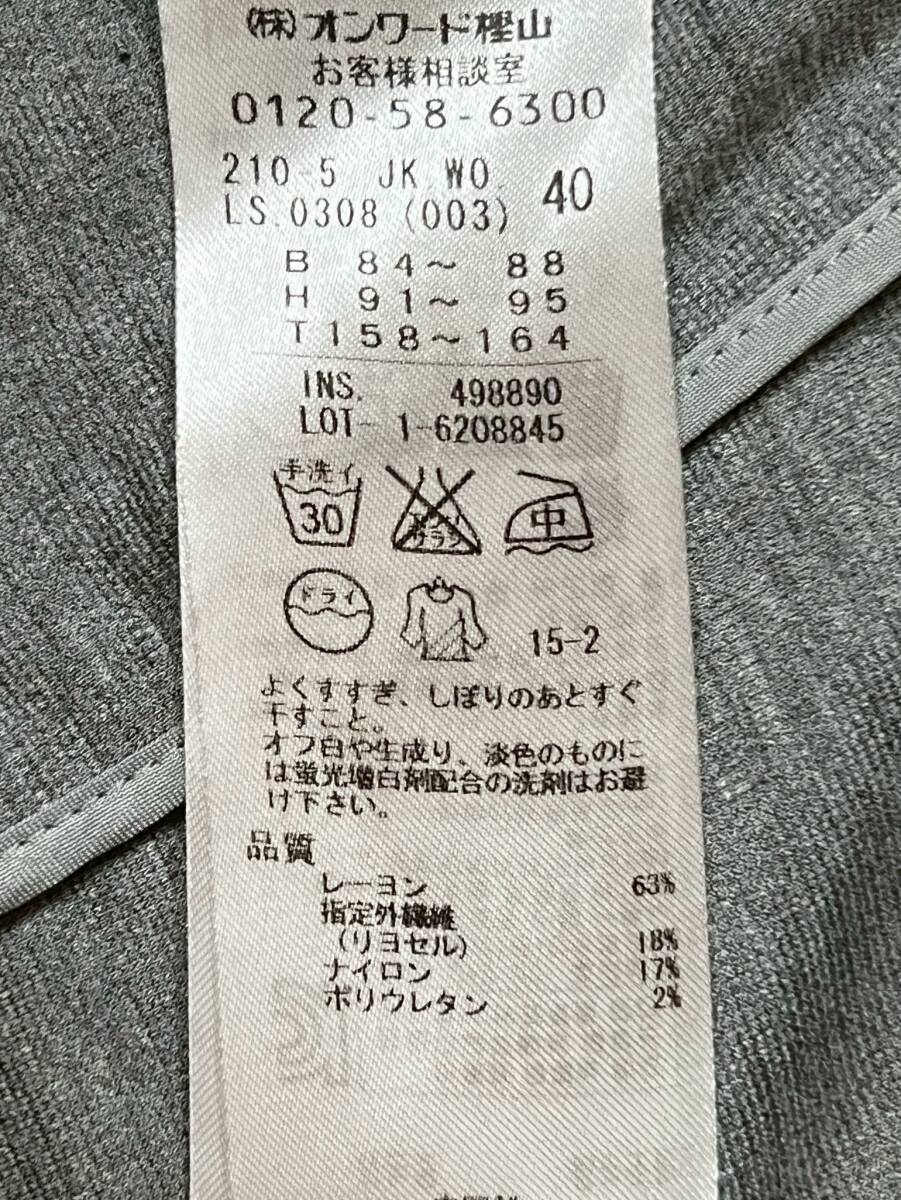 (株)オンワード樫山
お客様相談室
0120-58-6300
210-5 JK.WO. 40
LS.0308 (003)
B 84～ 88
H 91～ 95
T158～164
INS. 498890
LOT- 1-6208845
手洗イ
30
エンソ
サラシ
中
ドライ
15-2
よくすすぎ、しぼりのあとすぐ
干すこと。
オフ白や生成り、淡色のものに
は蛍光増白剤配合の洗剤はお避
け下さい。
品質
レーヨン 63%
指定外繊維
(リヨセル) 18%
ナイロン 17%
ポリウレタン 2%